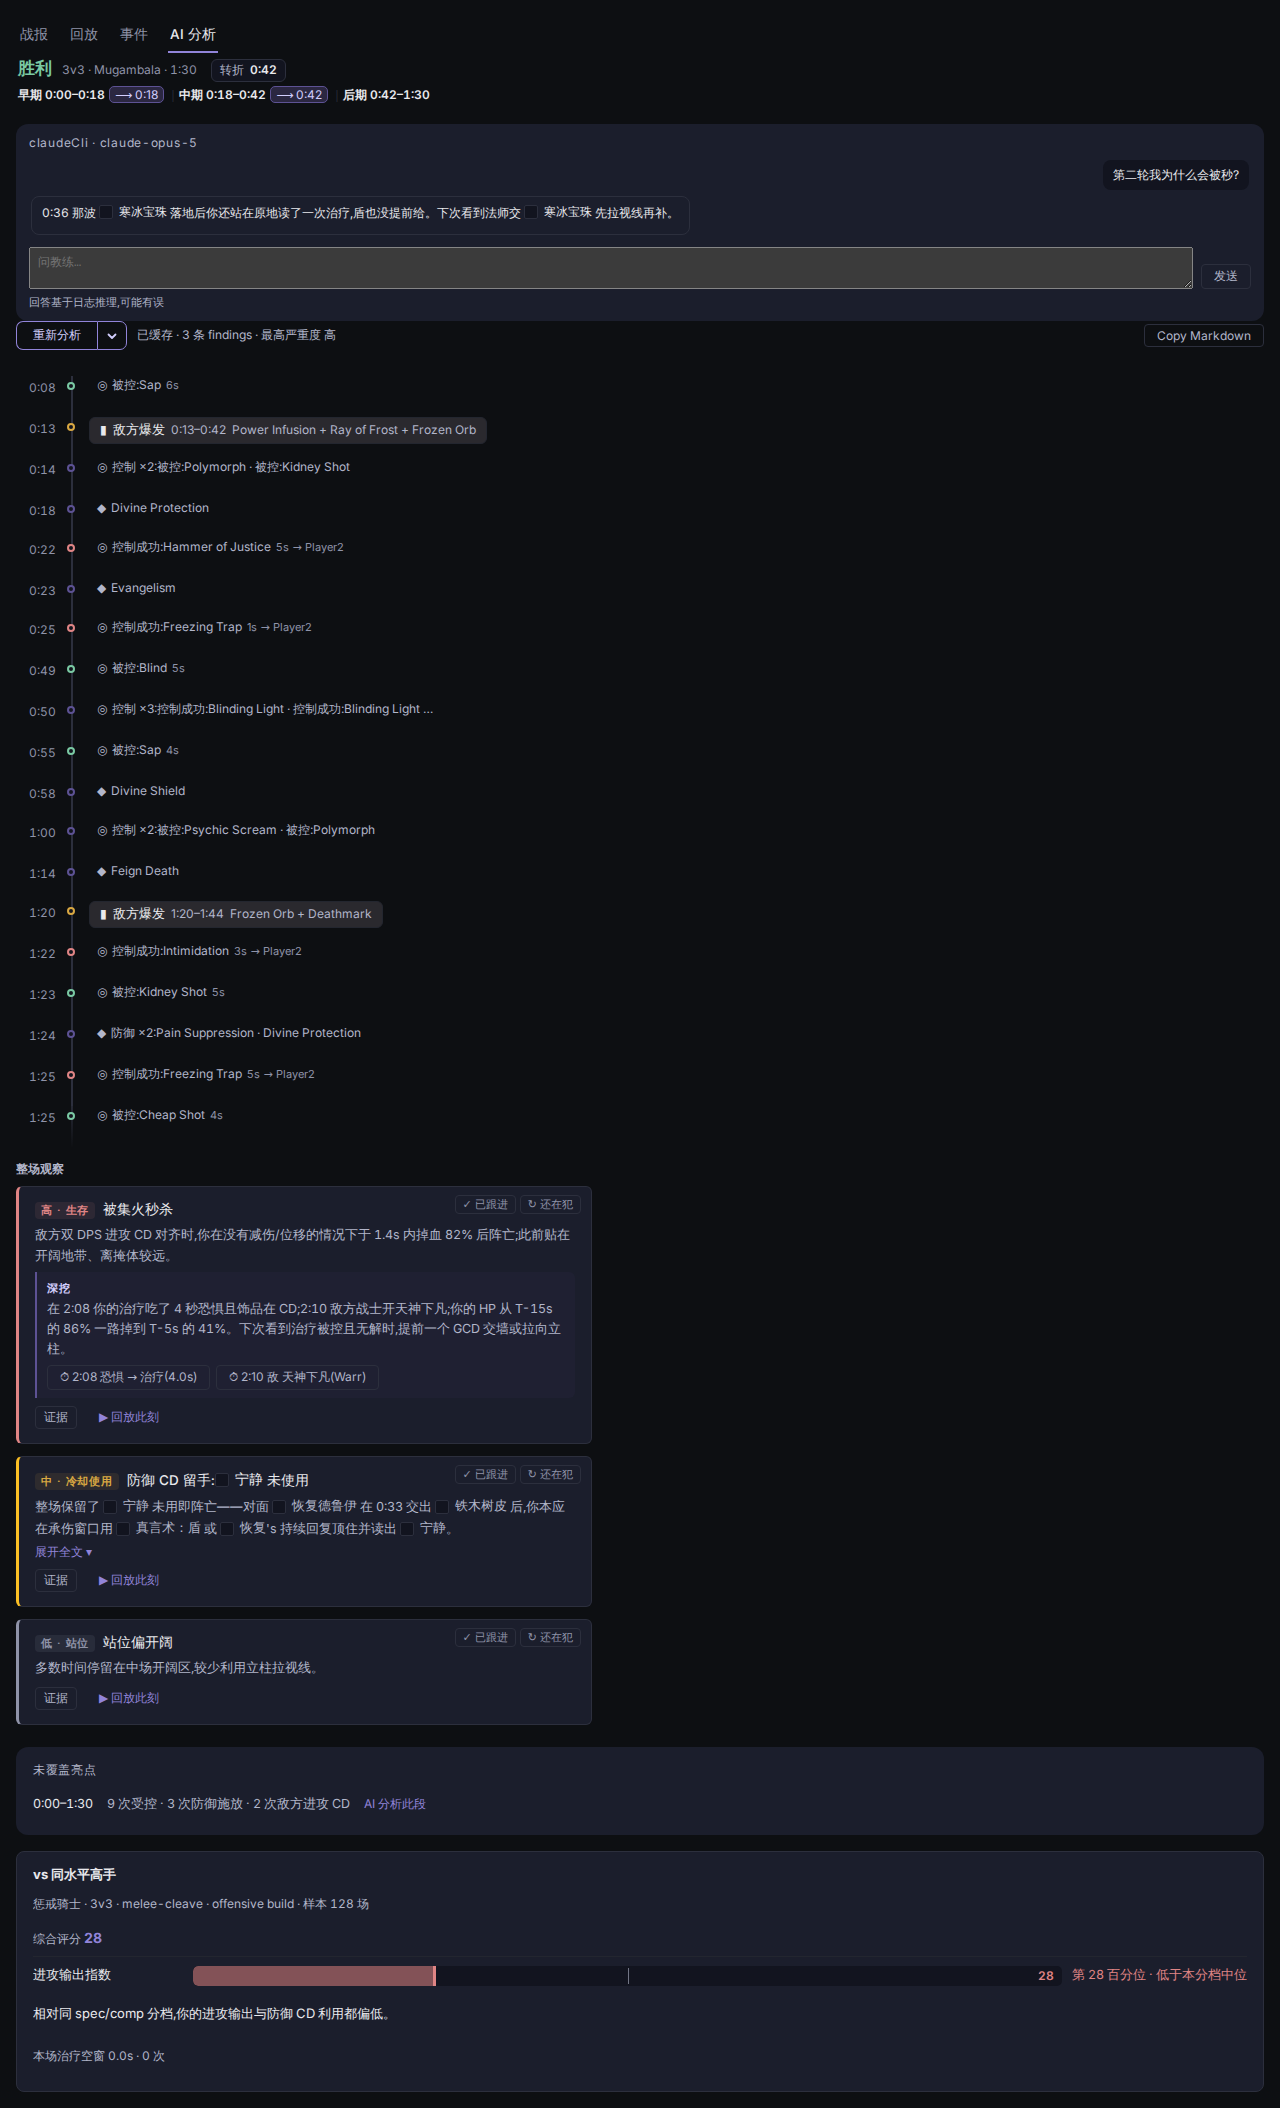 战报 回放 事件 AI 分析
胜利 3v3 · Mugambala · 1:30 转折 0:42
早期 0:00–0:18 ⟶ 0:18 中期 0:18–0:42 ⟶ 0:42 后期 0:42–1:30
claudeCli · claude-opus-5
第二轮我为什么会被秒?
0:36 那波 寒冰宝珠 落地后你还站在原地读了一次治疗,盾也没提前给。下次看到法师交 寒冰宝珠 先拉视线再补。
问教练…
发送
回答基于日志推理,可能有误
重新分析 已缓存 · 3 条 findings · 最高严重度 高 Copy Markdown
0:08 ◎ 被控:Sap 6s
0:13 ▮ 敌方爆发 0:13–0:42 Power Infusion + Ray of Frost + Frozen Orb
0:14 ◎ 控制 ×2:被控:Polymorph · 被控:Kidney Shot
0:18 ◆ Divine Protection
0:22 ◎ 控制成功:Hammer of Justice 5s → Player2
0:23 ◆ Evangelism
0:25 ◎ 控制成功:Freezing Trap 1s → Player2
0:49 ◎ 被控:Blind 5s
0:50 ◎ 控制 ×3:控制成功:Blinding Light · 控制成功:Blinding Light ...
0:55 ◎ 被控:Sap 4s
0:58 ◆ Divine Shield
1:00 ◎ 控制 ×2:被控:Psychic Scream · 被控:Polymorph
1:14 ◆ Feign Death
1:20 ▮ 敌方爆发 1:20–1:44 Frozen Orb + Deathmark
1:22 ◎ 控制成功:Intimidation 3s → Player2
1:23 ◎ 被控:Kidney Shot 5s
1:24 ◆ 防御 ×2:Pain Suppression · Divine Protection
1:25 ◎ 控制成功:Freezing Trap 5s → Player2
1:25 ◎ 被控:Cheap Shot 4s
整场观察
高 · 生存 被集火秒杀 ✓ 已跟进 ↻ 还在犯
敌方双 DPS 进攻 CD 对齐时,你在没有减伤/位移的情况下于 1.4s 内掉血 82% 后阵亡;此前贴在
开阔地带、离掩体较远。
深挖
在 2:08 你的治疗吃了 4 秒恐惧且饰品在 CD;2:10 敌方战士开天神下凡;你的 HP 从 T-15s
的 86% 一路掉到 T-5s 的 41%。下次看到治疗被控且无解时,提前一个 GCD 交墙或拉向立
柱。
⏱ 2:08 恐惧 → 治疗(4.0s) ⏱ 2:10 敌 天神下凡(Warr)
证据 ▶ 回放此刻
中 · 冷却使用 防御 CD 留手: 宁静 未使用 ✓ 已跟进 ↻ 还在犯
整场保留了 宁静 未用即阵亡——对面 恢复德鲁伊 在 0:33 交出 铁木树皮 后,你本应
在承伤窗口用 真言术：盾 或 恢复's 持续回复顶住并读出 宁静。
展开全文 ▾
证据 ▶ 回放此刻
低 · 站位 站位偏开阔 ✓ 已跟进 ↻ 还在犯
多数时间停留在中场开阔区,较少利用立柱拉视线。
证据 ▶ 回放此刻
未覆盖亮点
0:00–1:30 9 次受控 · 3 次防御施放 · 2 次敌方进攻 CD AI 分析此段
vs 同水平高手
惩戒骑士 · 3v3 · melee-cleave · offensive build · 样本 128 场
综合评分 28
进攻输出指数 28 第 28 百分位 · 低于本分档中位
相对同 spec/comp 分档,你的进攻输出与防御 CD 利用都偏低。
本场治疗空窗 0.0s · 0 次